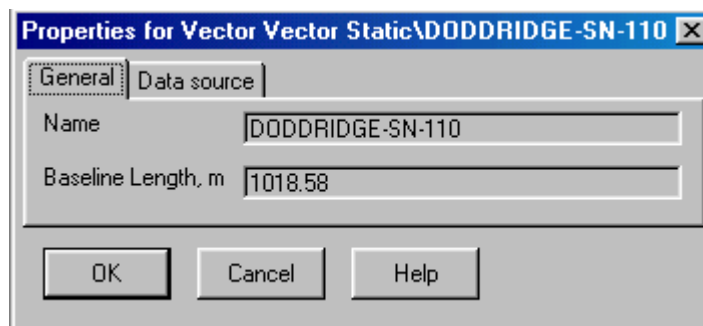 Properties for Vector Vector Static\DODDRIDGE-SN-110
General Data source
Name DODDRIDGE-SN-110
Baseline Length, m 1018.58
OK Cancel Help